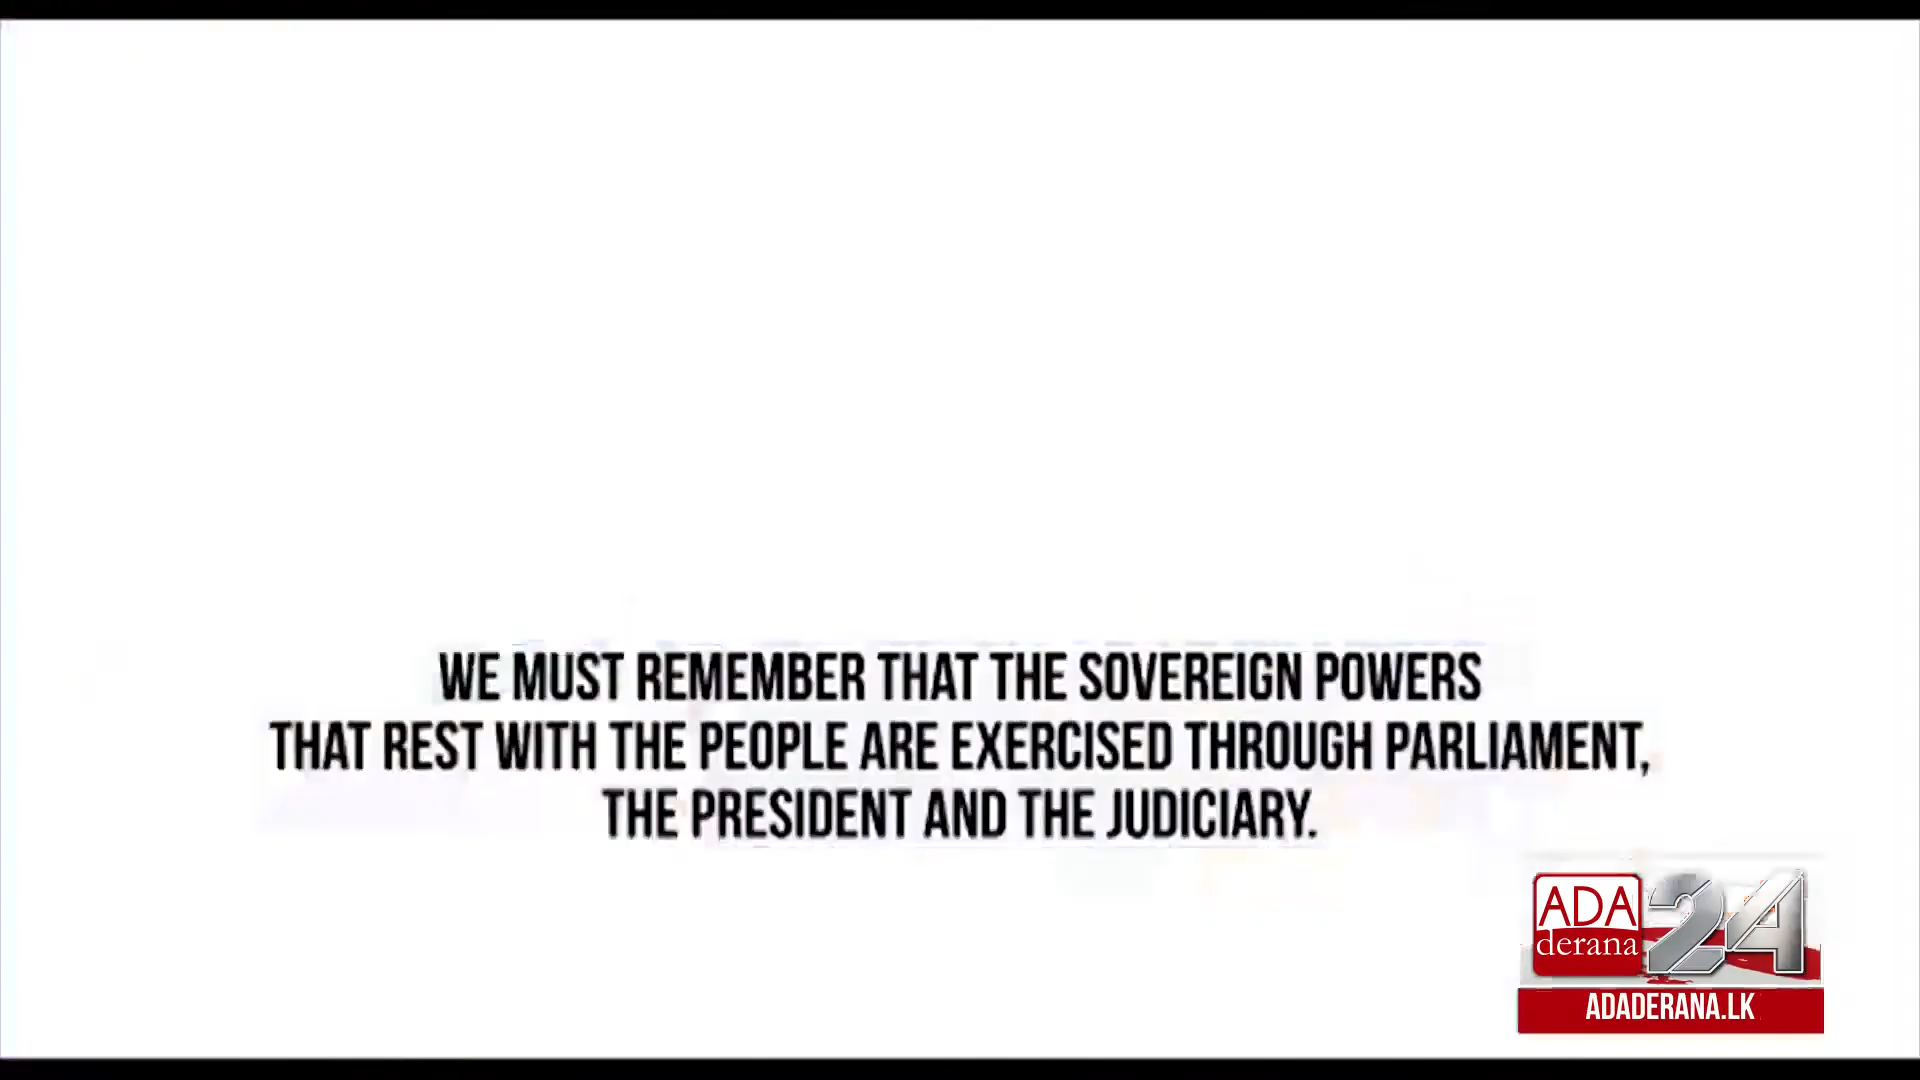 WE MUST REMEMBER THAT THE SOVEREIGN POWERS
THAT REST WITH THE PEOPLE ARE EXERCISED THROUGH PARLIAMENT,
THE PRESIDENT AND THE JUDICIARY.
ADA
derana
24
ADADERANA.LK